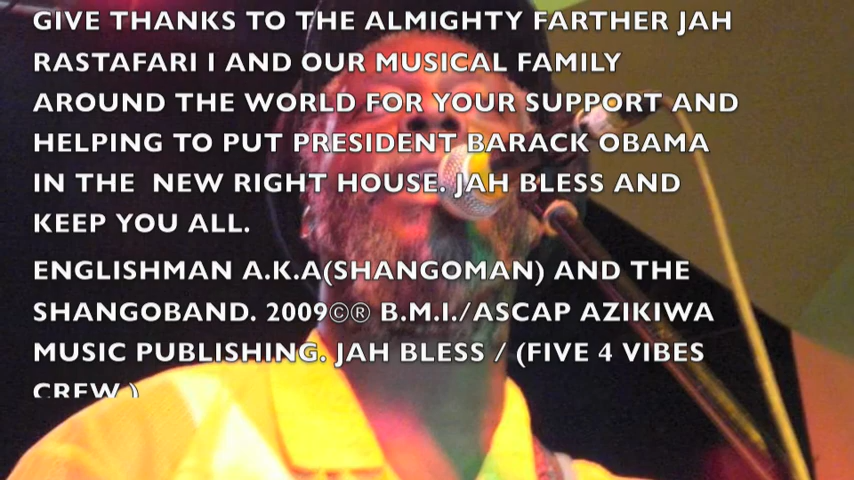 GIVE THANKS TO THE ALMIGHTY FARTHER JAH
RASTAFARI I AND OUR MUSICAL FAMILY
AROUND THE WORLD FOR YOUR SUPPORT AND
HELPING TO PUT PRESIDENT BARACK OBAMA
IN THE  NEW RIGHT HOUSE. JAH BLESS AND
KEEP YOU ALL.
ENGLISHMAN A.K.A(SHANGOMAN) AND THE
SHANGOBAND. 2009©® B.M.I./ASCAP AZIKIWA
MUSIC PUBLISHING. JAH BLESS / (FIVE 4 VIBES
CREW )